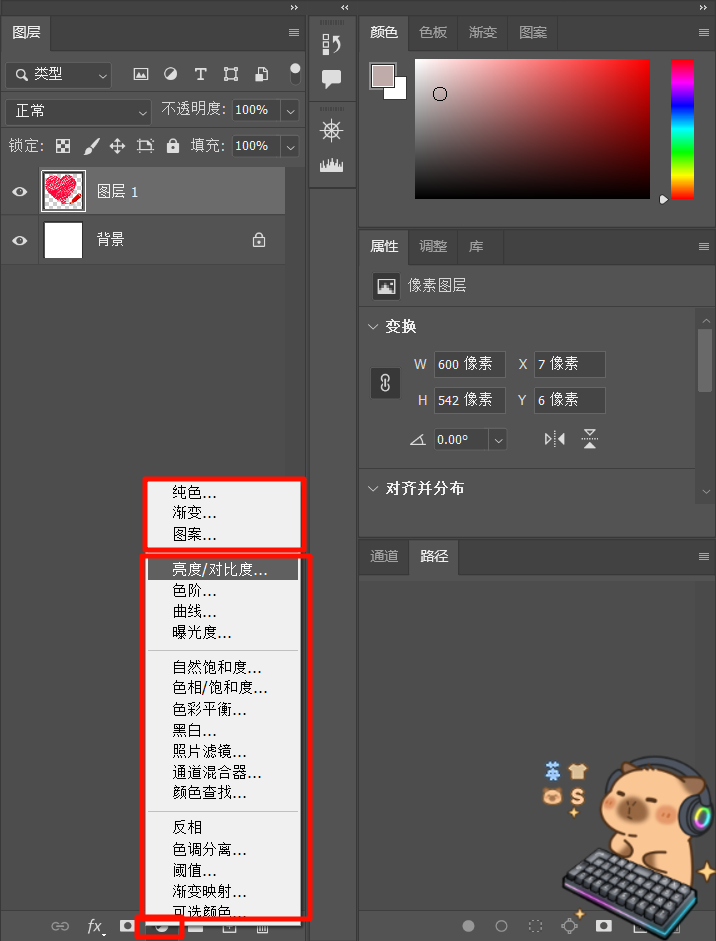 图层
类型
正常
不透明度:
100%
锁定:
填充:
100%
图层 1
背景
纯色...
渐变...
图案...
亮度/对比度...
色阶...
曲线...
曝光度...
自然饱和度...
色相/饱和度...
色彩平衡...
黑白...
照片滤镜...
通道混合器...
颜色查找...
反相
色调分离...
阈值...
渐变映射...
可选颜色...
fx
颜色
色板
渐变
图案
属性
调整
库
像素图层
变换
W
600 像素
X
7 像素
H
542 像素
Y
6 像素
0.00°
对齐并分布
通道
路径
英
S